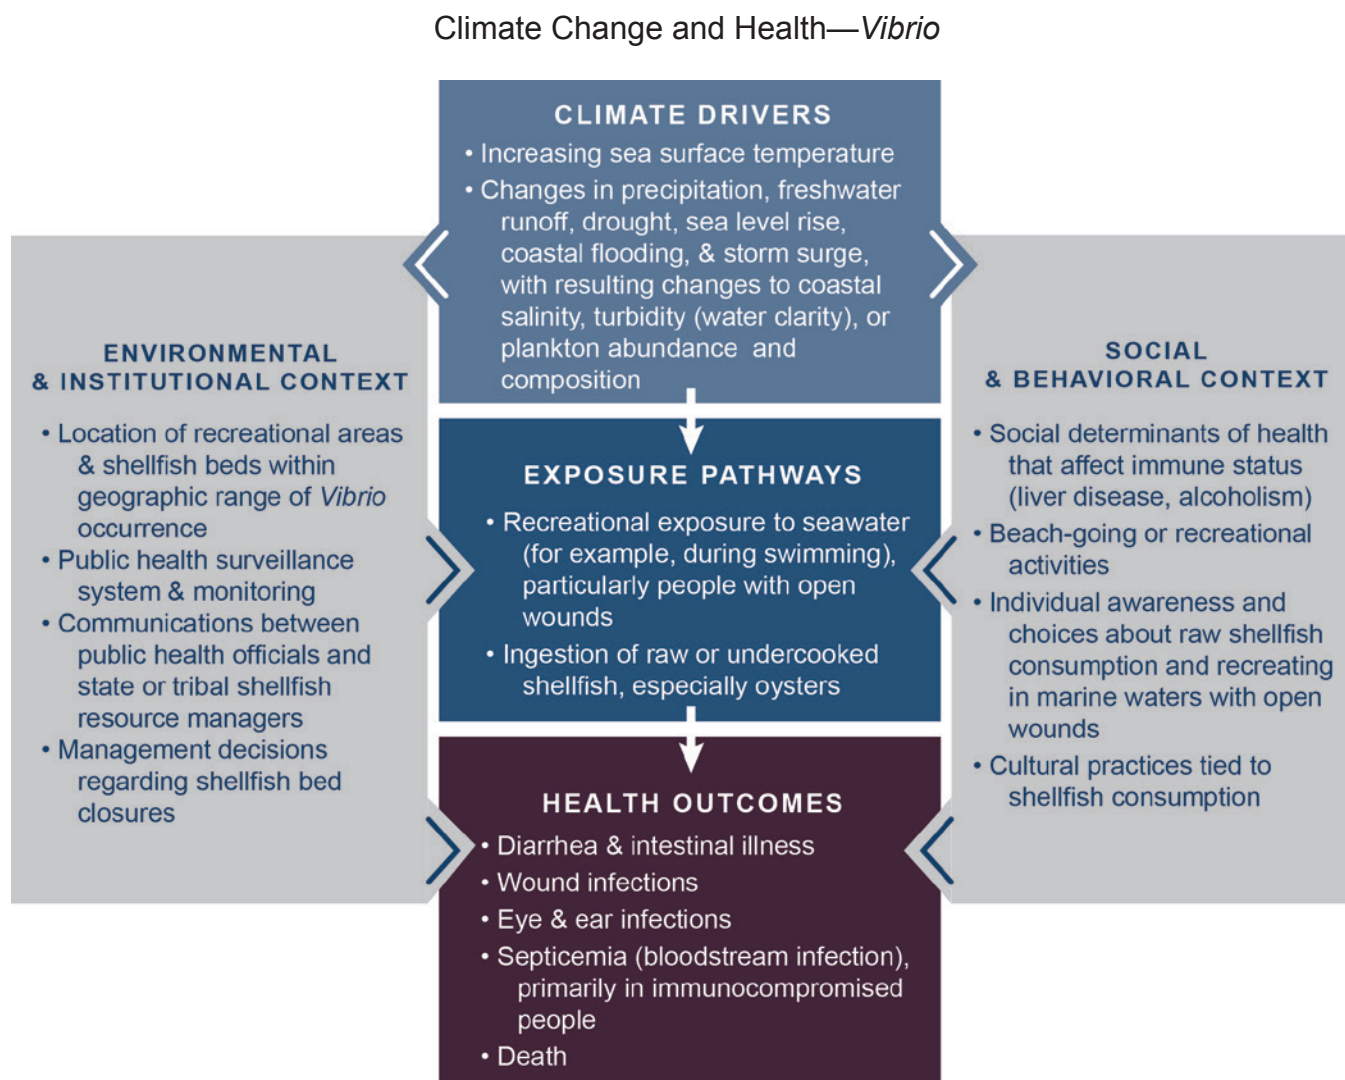 Climate Change and Health—Vibrio
CLIMATE DRIVERS
• Increasing sea surface temperature
• Changes in precipitation, freshwater
runoff, drought, sea level rise,
coastal flooding, & storm surge,
with resulting changes to coastal
salinity, turbidity (water clarity), or
plankton abundance and
composition
ENVIRONMENTAL
& INSTITUTIONAL CONTEXT
• Location of recreational areas
& shellfish beds within
geographic range of Vibrio
occurrence
• Public health surveillance
system & monitoring
• Communications between
public health officials and
state or tribal shellfish
resource managers
• Management decisions
regarding shellfish bed
closures
EXPOSURE PATHWAYS
• Recreational exposure to seawater
(for example, during swimming),
particularly people with open
wounds
• Ingestion of raw or undercooked
shellfish, especially oysters
SOCIAL
& BEHAVIORAL CONTEXT
• Social determinants of health
that affect immune status
(liver disease, alcoholism)
• Beach-going or recreational
activities
• Individual awareness and
choices about raw shellfish
consumption and recreating
in marine waters with open
wounds
• Cultural practices tied to
shellfish consumption
HEALTH OUTCOMES
• Diarrhea & intestinal illness
• Wound infections
• Eye & ear infections
• Septicemia (bloodstream infection),
primarily in immunocompromised
people
• Death